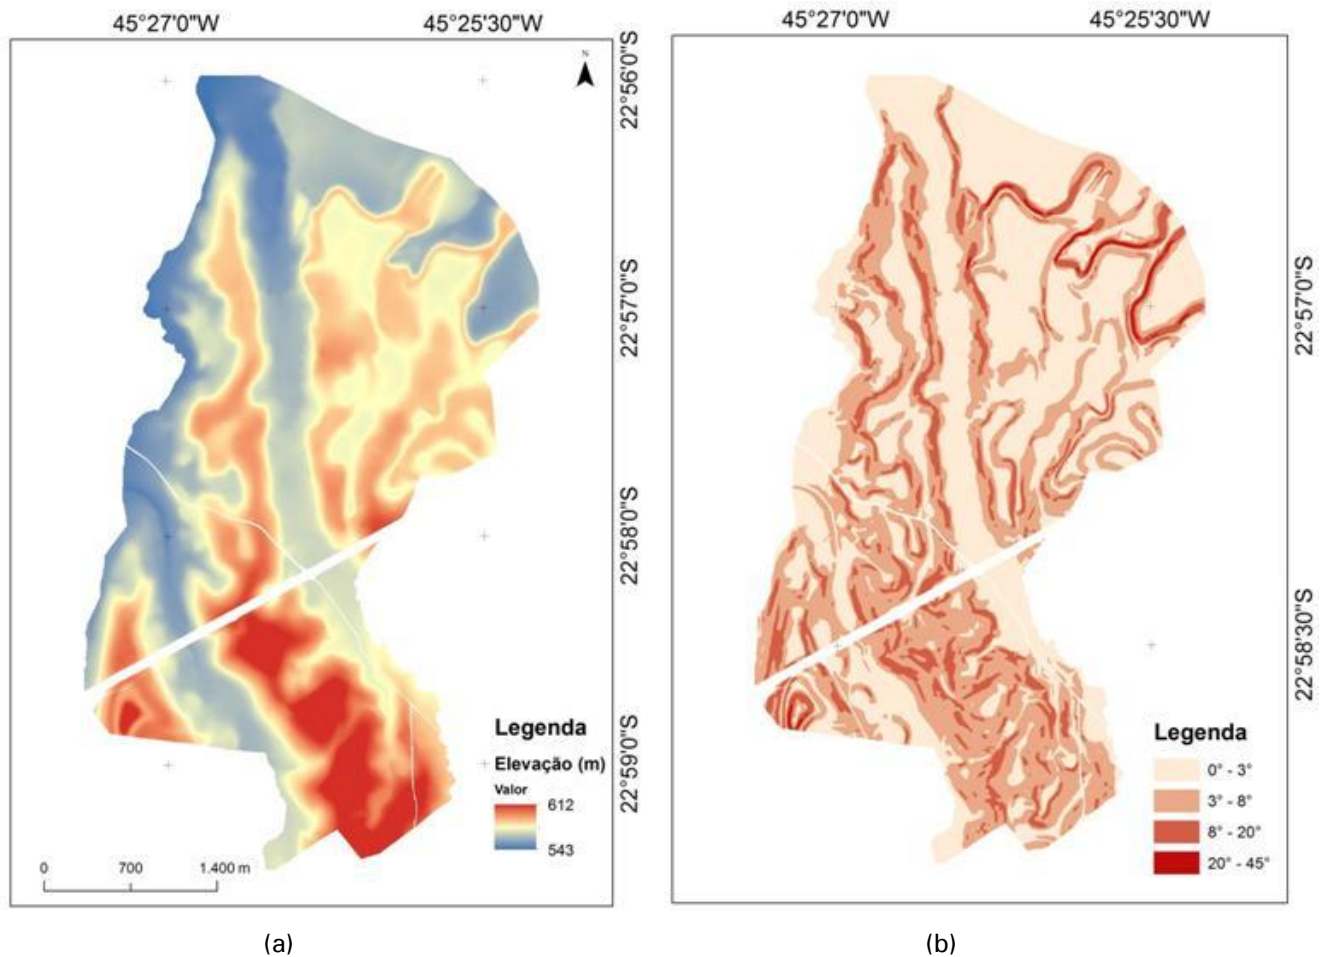 45°27'0"W
45°25'30"W
N
22°56'0"S
22°57'0"S
22°58'0"S
22°59'0"S
Legenda
Elevação (m)
Valor
612
543
0 700 1.400 m
(a)
45°27'0"W
45°25'30"W
22°57'0"S
22°58'30"S
Legenda
0° - 3°
3° - 8°
8° - 20°
20° - 45°
(b)